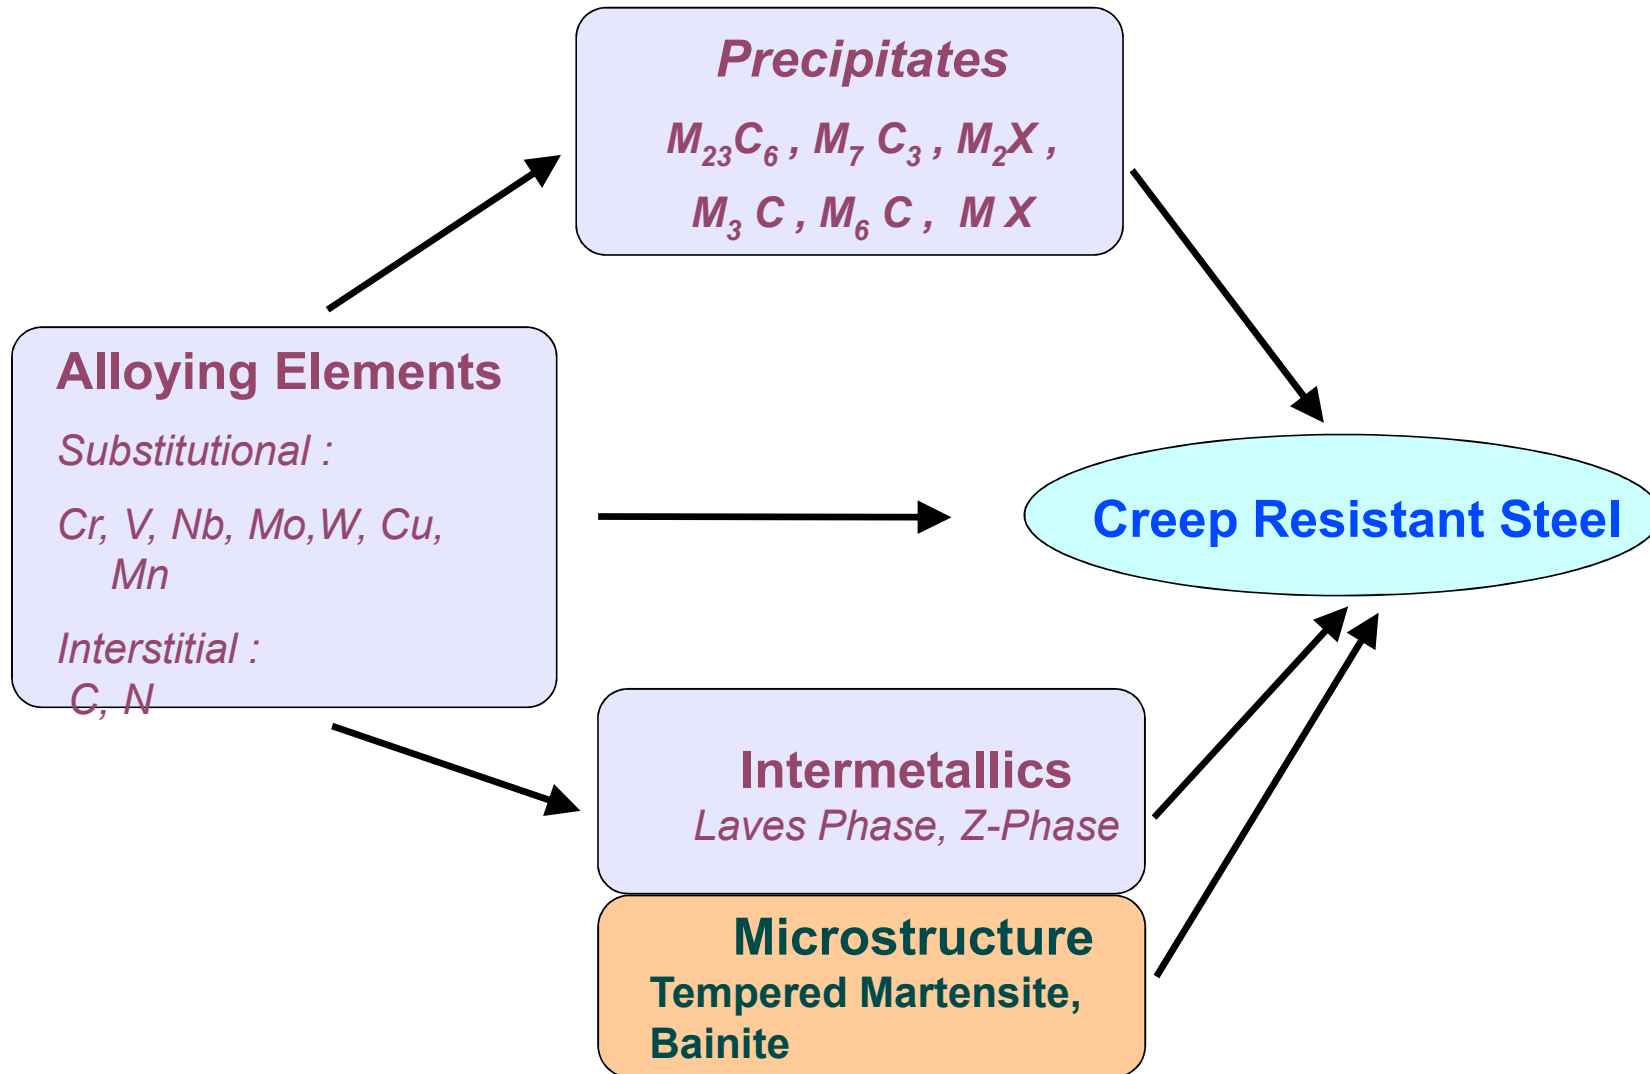 Precipitates
M₂₃C₆ , M₇ C₃ , M₂X ,
M₃ C , M₆ C , M X
Alloying Elements
Substitutional :
Cr, V, Nb, Mo,W, Cu,
Mn
Interstitial :
C, N
Creep Resistant Steel
Intermetallics
Laves Phase, Z-Phase
Microstructure
Tempered Martensite,
Bainite